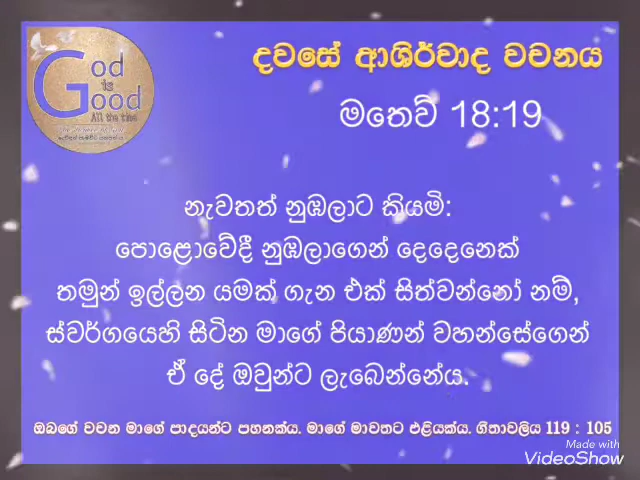 God
is
Good
All the time
දවසේ ආශිර්වාද වචනය
මතෙව් 18:19
නැවතත් නුඹලාට කියමි:
පොළොවේදී නුඹලාගෙන් දෙදෙනෙක්
තමුන් ඉල්ලන යමක් ගැන එක් සිත්වන්නෝ නම්,
ස්වර්ගයෙහි සිටින මාගේ පියාණන් වහන්සේගෙන්
ඒ දේ ඔවුන්ට ලැබෙන්නේය.
ඔබගේ වචන මාගේ පාදයන්ට පහනක්ය. මාගේ මාවතට එළියක්ය. ගීතාවලිය 119 : 105
Made with
VideoShow